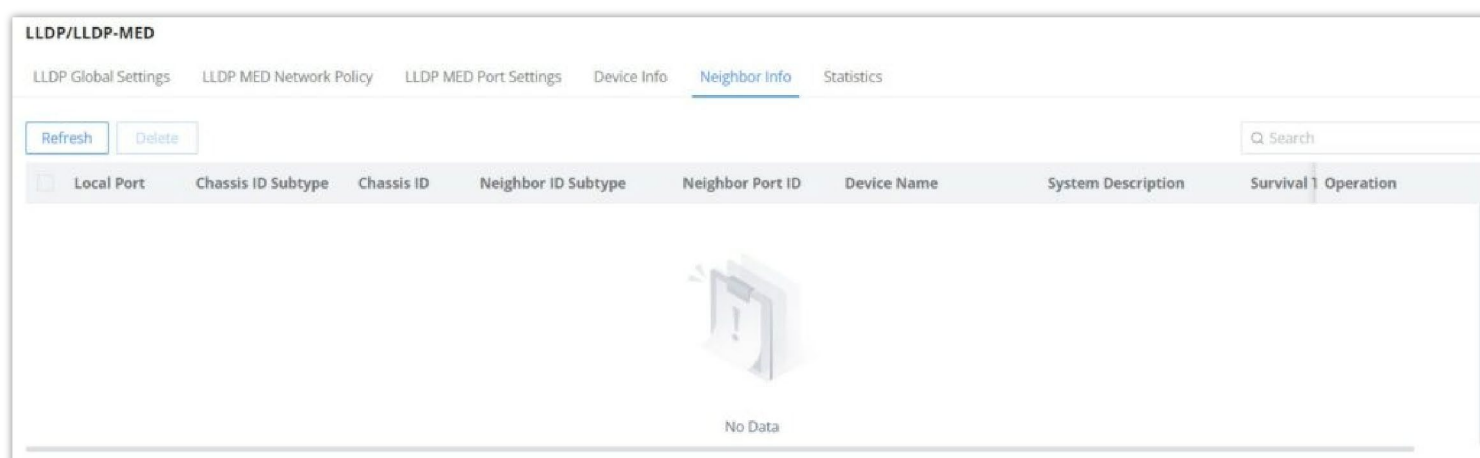 LLDP/LLDP-MED
LLDP Global Settings LLDP MED Network Policy LLDP MED Port Settings Device Info Neighbor Info Statistics
Refresh Delete Search
Local Port Chassis ID Subtype Chassis ID Neighbor ID Subtype Neighbor Port ID Device Name System Description Survival Operation
No Data